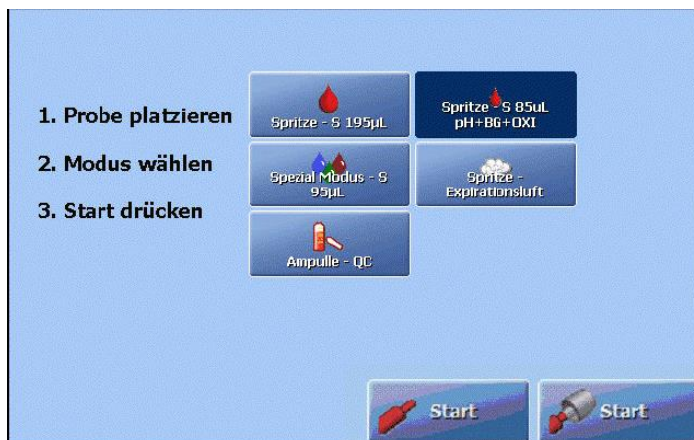 1. Probe platzieren
2. Modus wählen
3. Start drücken
Spritze - S 195µL
Spritze - S 85uL
pH+BG+OXI
Spezial Modus - S
95µL
Spritze -
Expirationsluft
Ampulle - QC
Start
Start